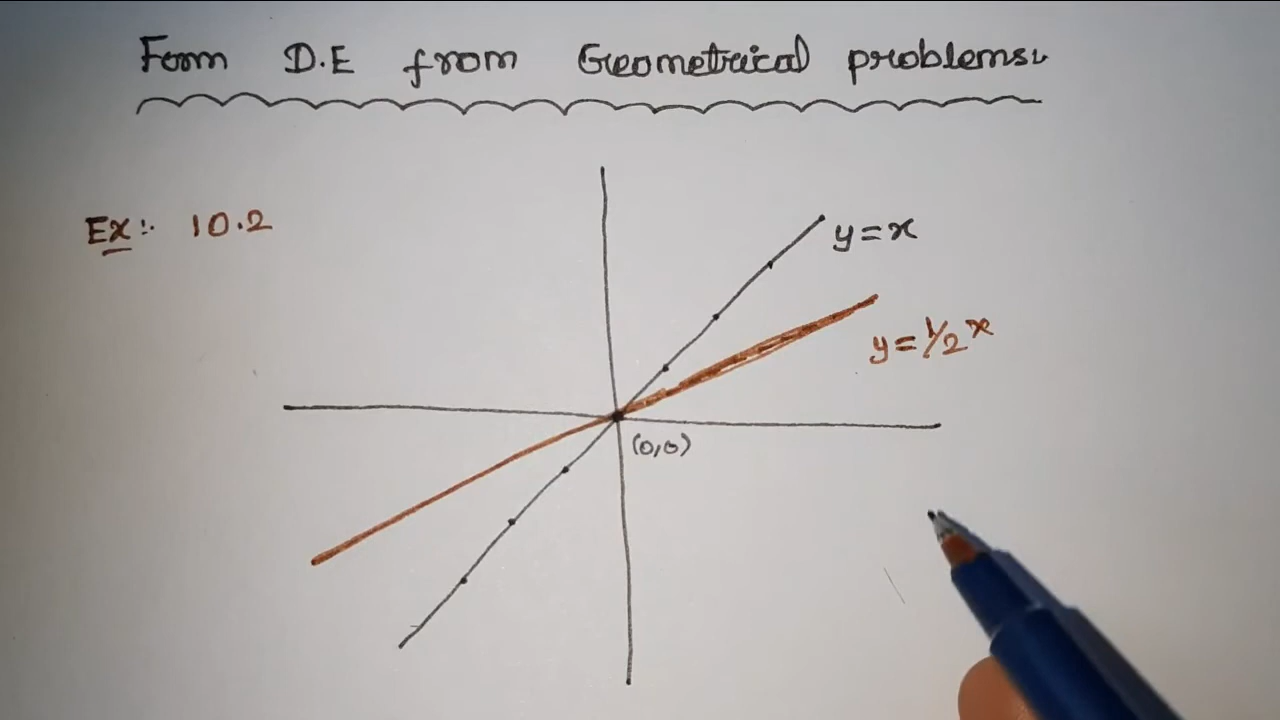 Form D.E from Geometrical problems:
Ex:- 10.2
y=x
y=1/2 x
(0,0)